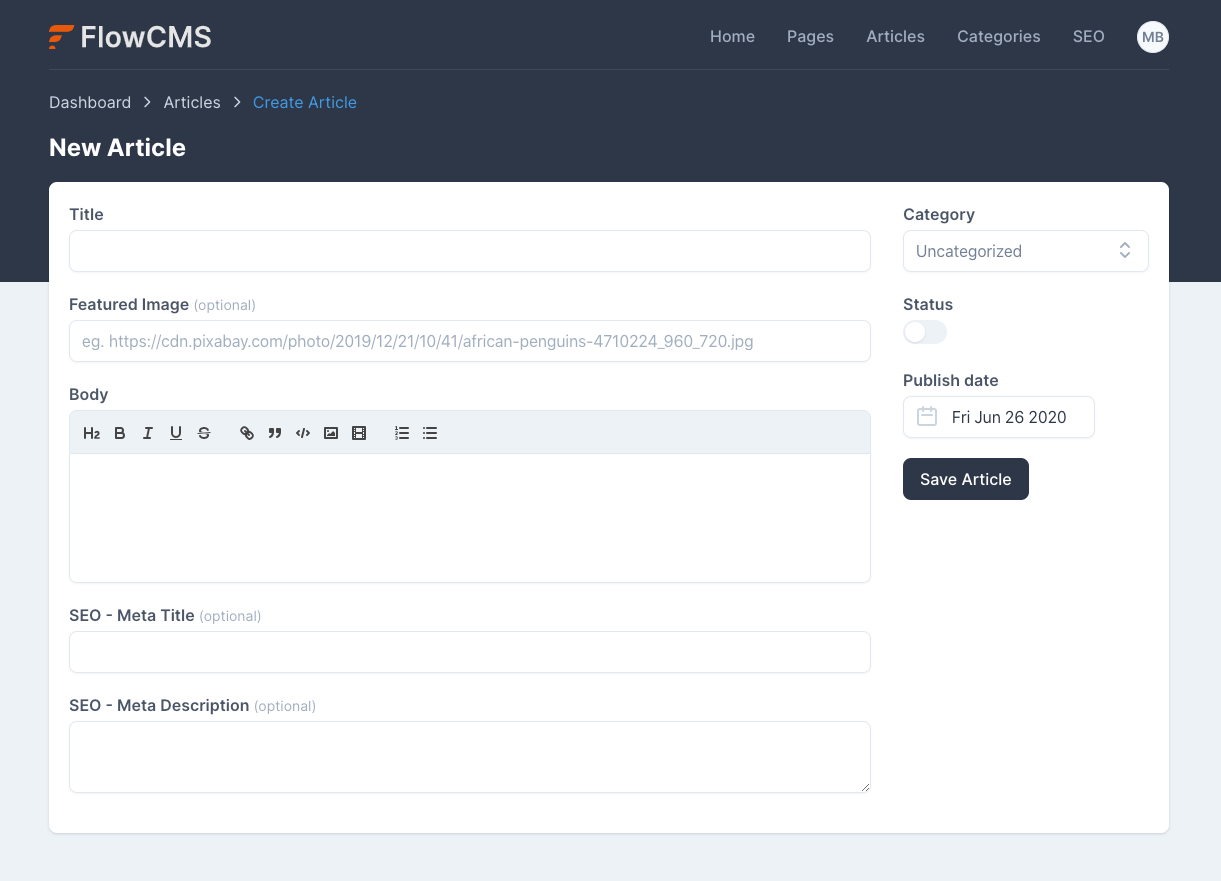 FlowCMS
Home Pages Articles Categories SEO MB
Dashboard > Articles > Create Article
New Article
Title
Featured Image (optional)
eg. https://cdn.pixabay.com/photo/2019/12/21/10/41/african-penguins-4710224_960_720.jpg
Body
H2 B I U S
SEO - Meta Title (optional)
SEO - Meta Description (optional)
Category
Uncategorized
Status
Publish date
Fri Jun 26 2020
Save Article